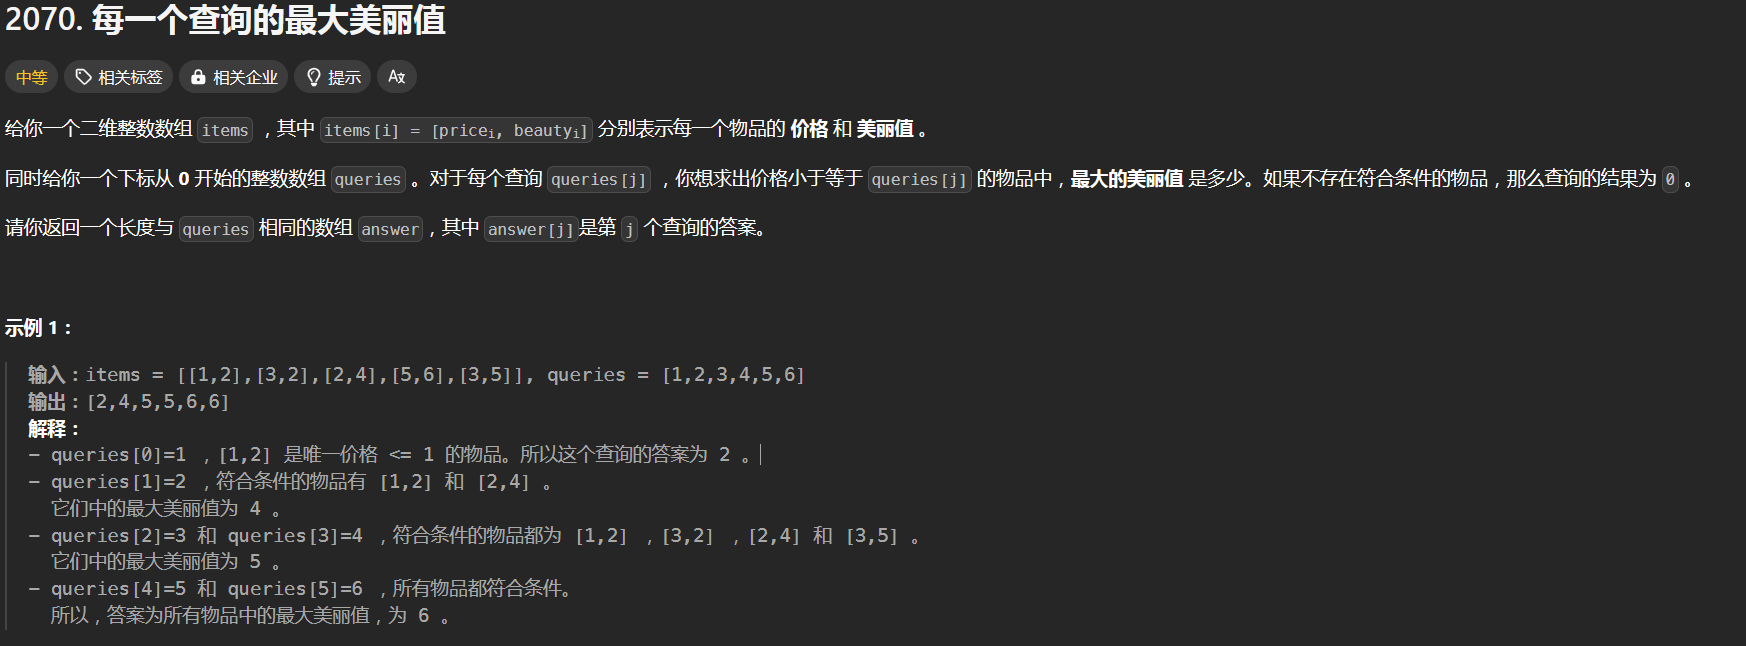 2070. 每一个查询的最大美丽值
中等 相关标签 相关企业 提示 Aa
给你一个二维整数数组 items ，其中 items[i] = [priceᵢ, beautyᵢ] 分别表示每一个物品的 价格 和 美丽值 。
同时给你一个下标从 0 开始的整数数组 queries 。对于每个查询 queries[j] ，你想求出价格小于等于 queries[j] 的物品中，最大的美丽值 是多少。如果不存在符合条件的物品，那么查询的结果为 0 。
请你返回一个长度与 queries 相同的数组 answer，其中 answer[j]是第 j 个查询的答案。
示例 1：
输入：items = [[1,2],[3,2],[2,4],[5,6],[3,5]], queries = [1,2,3,4,5,6]
输出：[2,4,5,5,6,6]
解释：
- queries[0]=1 ，[1,2] 是唯一价格 <= 1 的物品。所以这个查询的答案为 2 。
- queries[1]=2 ，符合条件的物品有 [1,2] 和 [2,4] 。
它们中的最大美丽值为 4 。
- queries[2]=3 和 queries[3]=4 ，符合条件的物品都为 [1,2] ，[3,2] ，[2,4] 和 [3,5] 。
它们中的最大美丽值为 5 。
- queries[4]=5 和 queries[5]=6 ，所有物品都符合条件。
所以，答案为所有物品中的最大美丽值，为 6 。